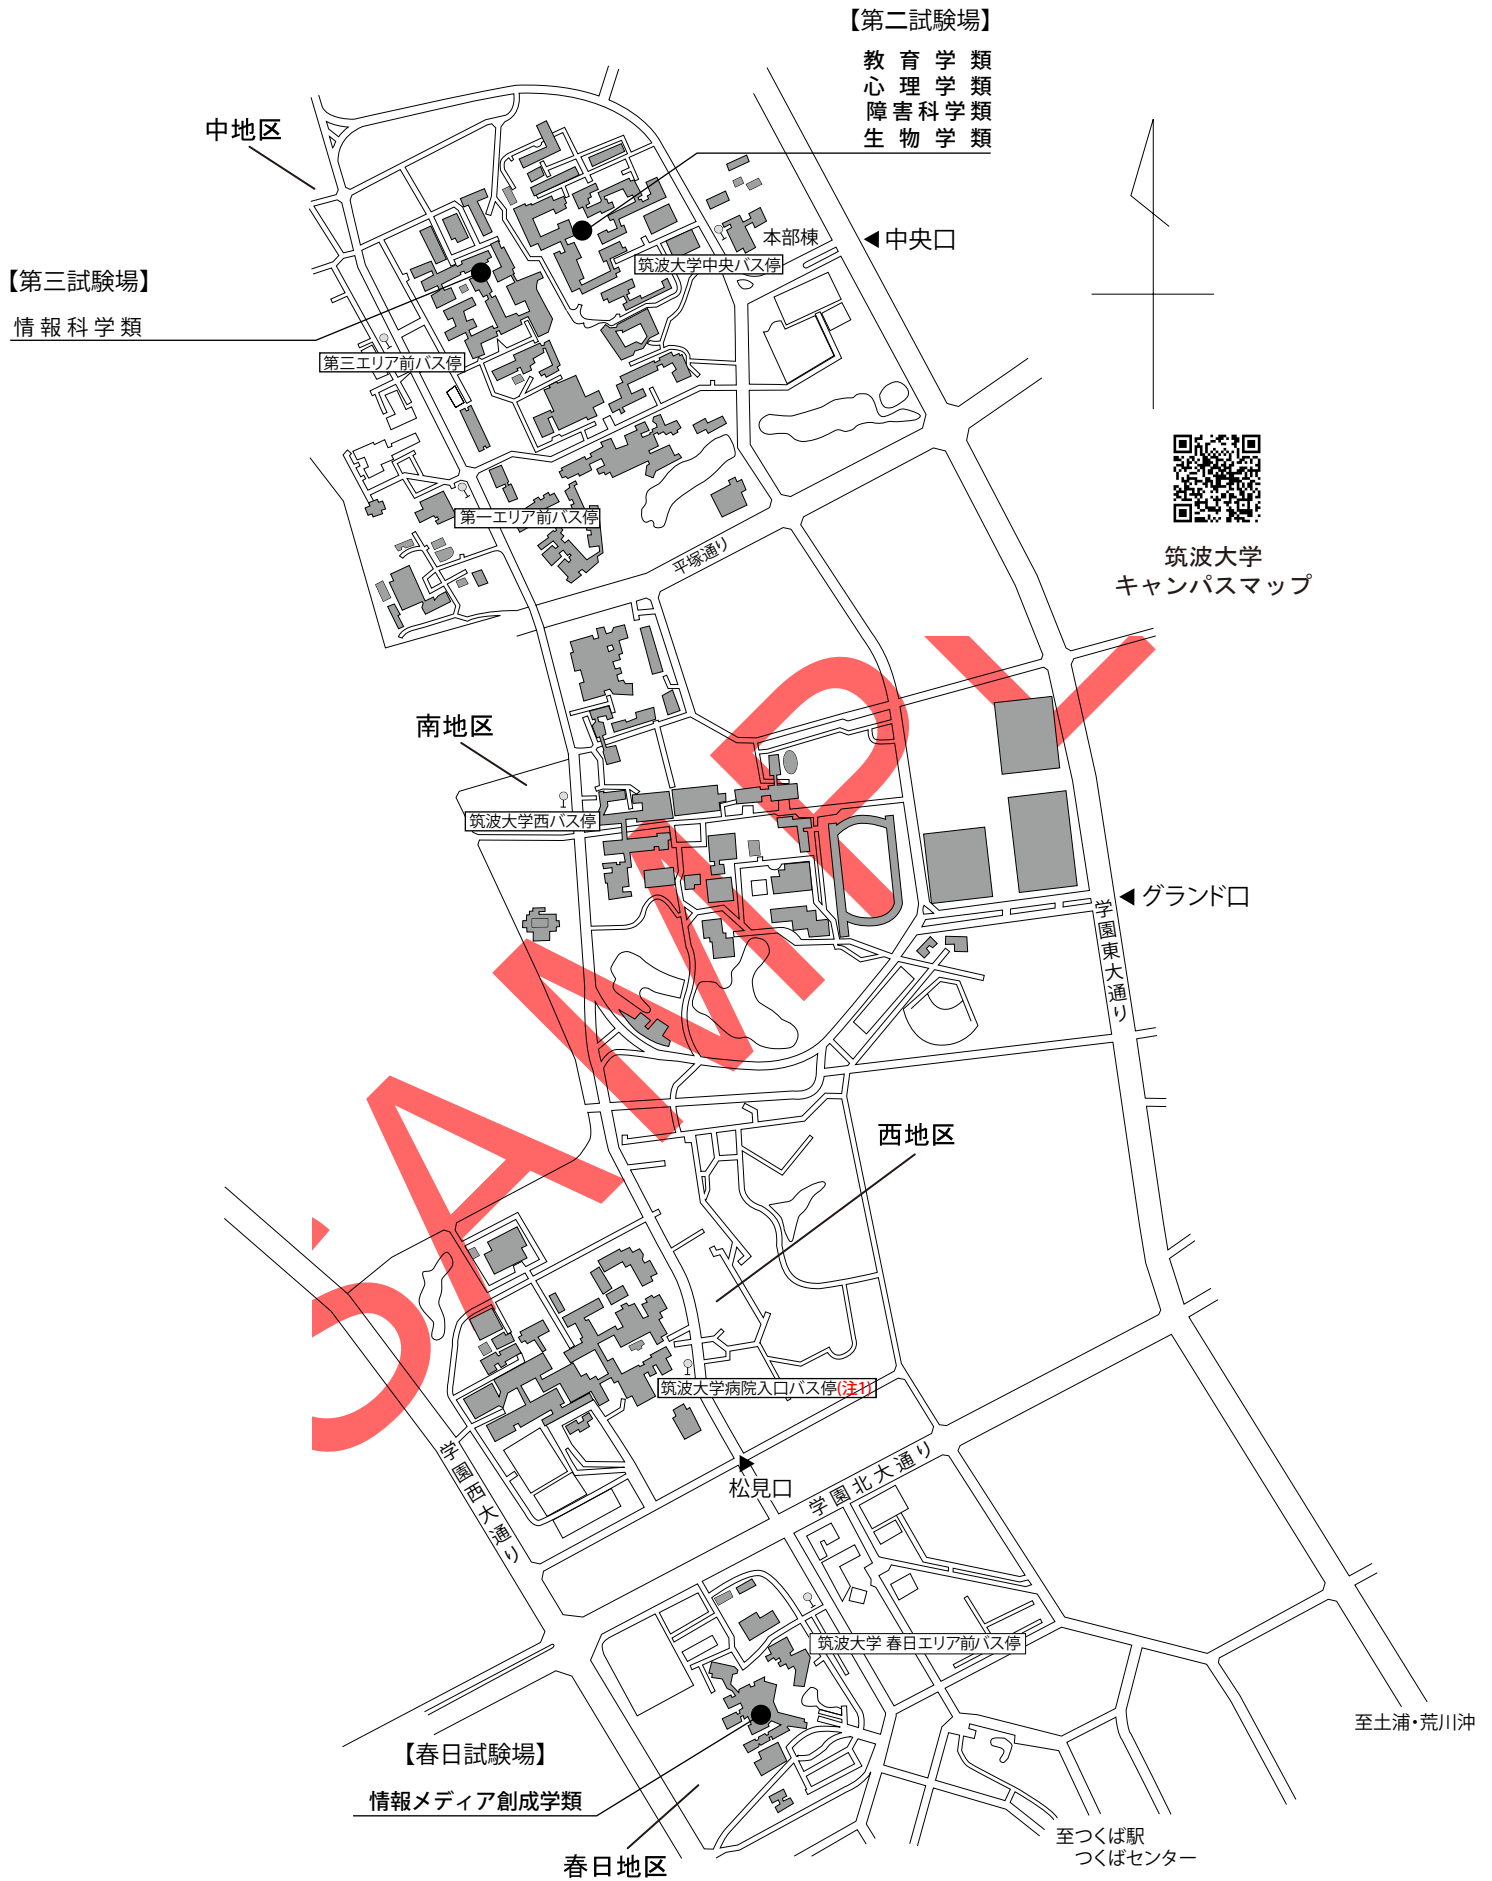 【第二試験場】
教育学類
心理学類
障害科学類
生物学類
中地区
本部棟
中央口
筑波大学中央バス停
【第三試験場】
情報科学類
第三エリア前バス停
第一エリア前バス停
平塚通り
筑波大学
キャンパスマップ
南地区
筑波大学西バス停
グランド口
学園東大通り
SAMPLY
西地区
筑波大学病院入口バス停(注1)
松見口
学園北大通り
学園西大通り
筑波大学 春日エリア前バス停
至土浦・荒川沖
【春日試験場】
情報メディア創成学類
至つくば駅
つくばセンター
春日地区